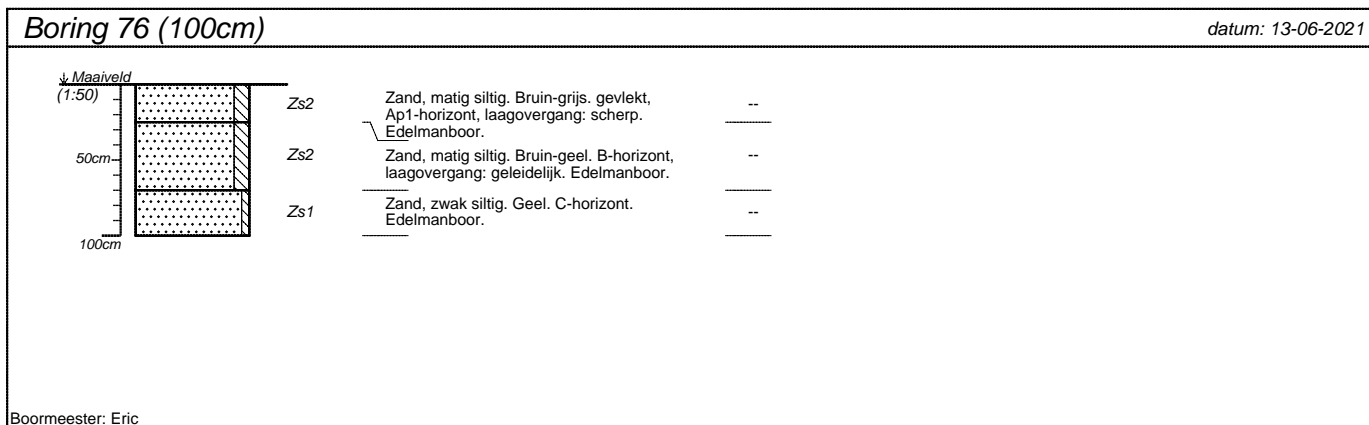 Boring 76 (100cm)
datum: 13-06-2021
Maaiveld
(1:50)
Zs2
Zand, matig siltig. Bruin-grijs. gevlekt,
Ap1-horizont, laagovergang: scherp.
Edelmanboor.
--
50cm
Zs2
Zand, matig siltig. Bruin-geel. B-horizont,
laagovergang: geleidelijk. Edelmanboor.
--
Zs1
Zand, zwak siltig. Geel. C-horizont.
Edelmanboor.
--
100cm
Boormeester: Eric